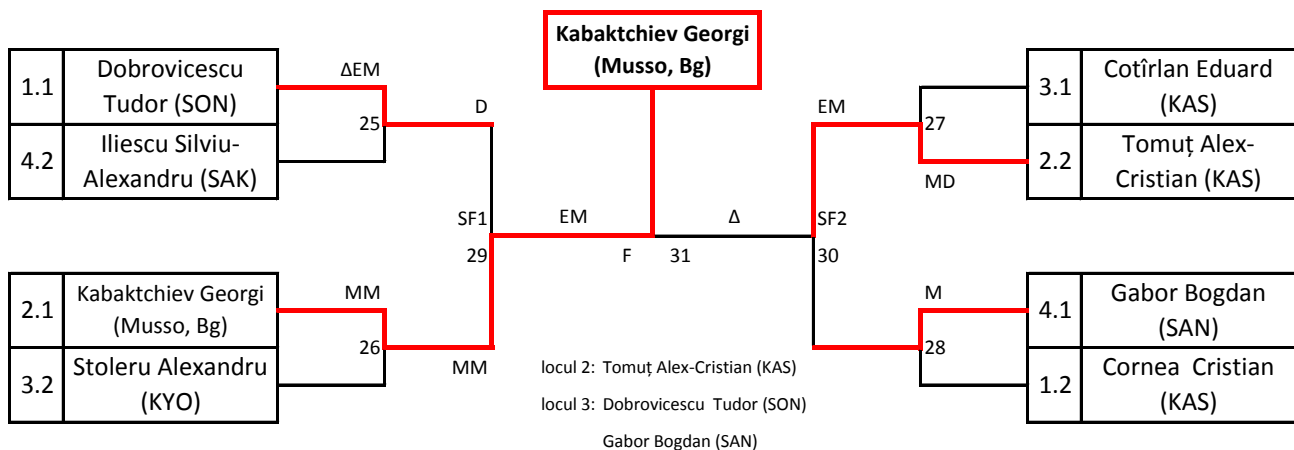 Kabaktchiev Georgi
(Musso, Bg)
1.1
Dobrovicescu
Tudor (SON)
4.2
Iliescu Silviu-
Alexandru (SAK)
ΔEM
25
D
SF1
29
EM
F
31
Δ
SF2
30
EM
27
MD
3.1
Cotîrlan Eduard
(KAS)
2.2
Tomuț Alex-
Cristian (KAS)
2.1
Kabaktchiev Georgi
(Musso, Bg)
3.2
Stoleru Alexandru
(KYO)
MM
26
MM
M
28
4.1
Gabor Bogdan
(SAN)
1.2
Cornea Cristian
(KAS)
locul 2: Tomuț Alex-Cristian (KAS)
locul 3: Dobrovicescu Tudor (SON)
Gabor Bogdan (SAN)